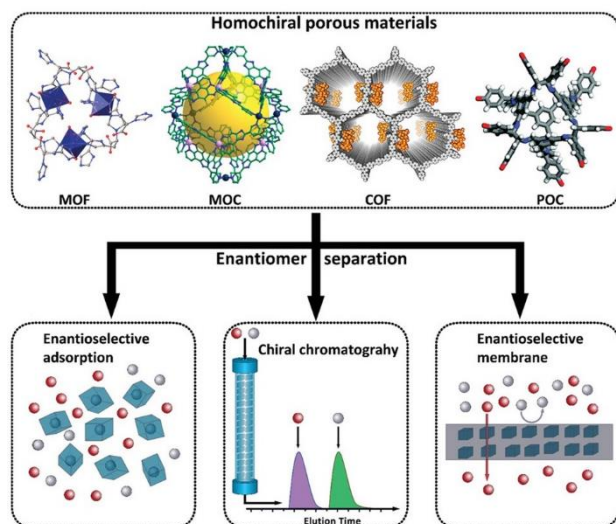 Homochiral porous materials
MOF
MOC
COF
POC
Enantiomer separation
Enantioselective
adsorption
Chiral chromatograhy
Elution Time
Enantioselective
membrane